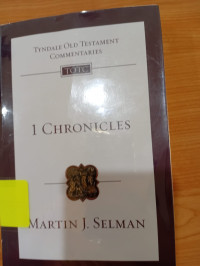 TYNDALE OLD TESTAMENT
COMMENTARIES
TOTC
1 CHRONICLES
MARTIN J. SELMAN